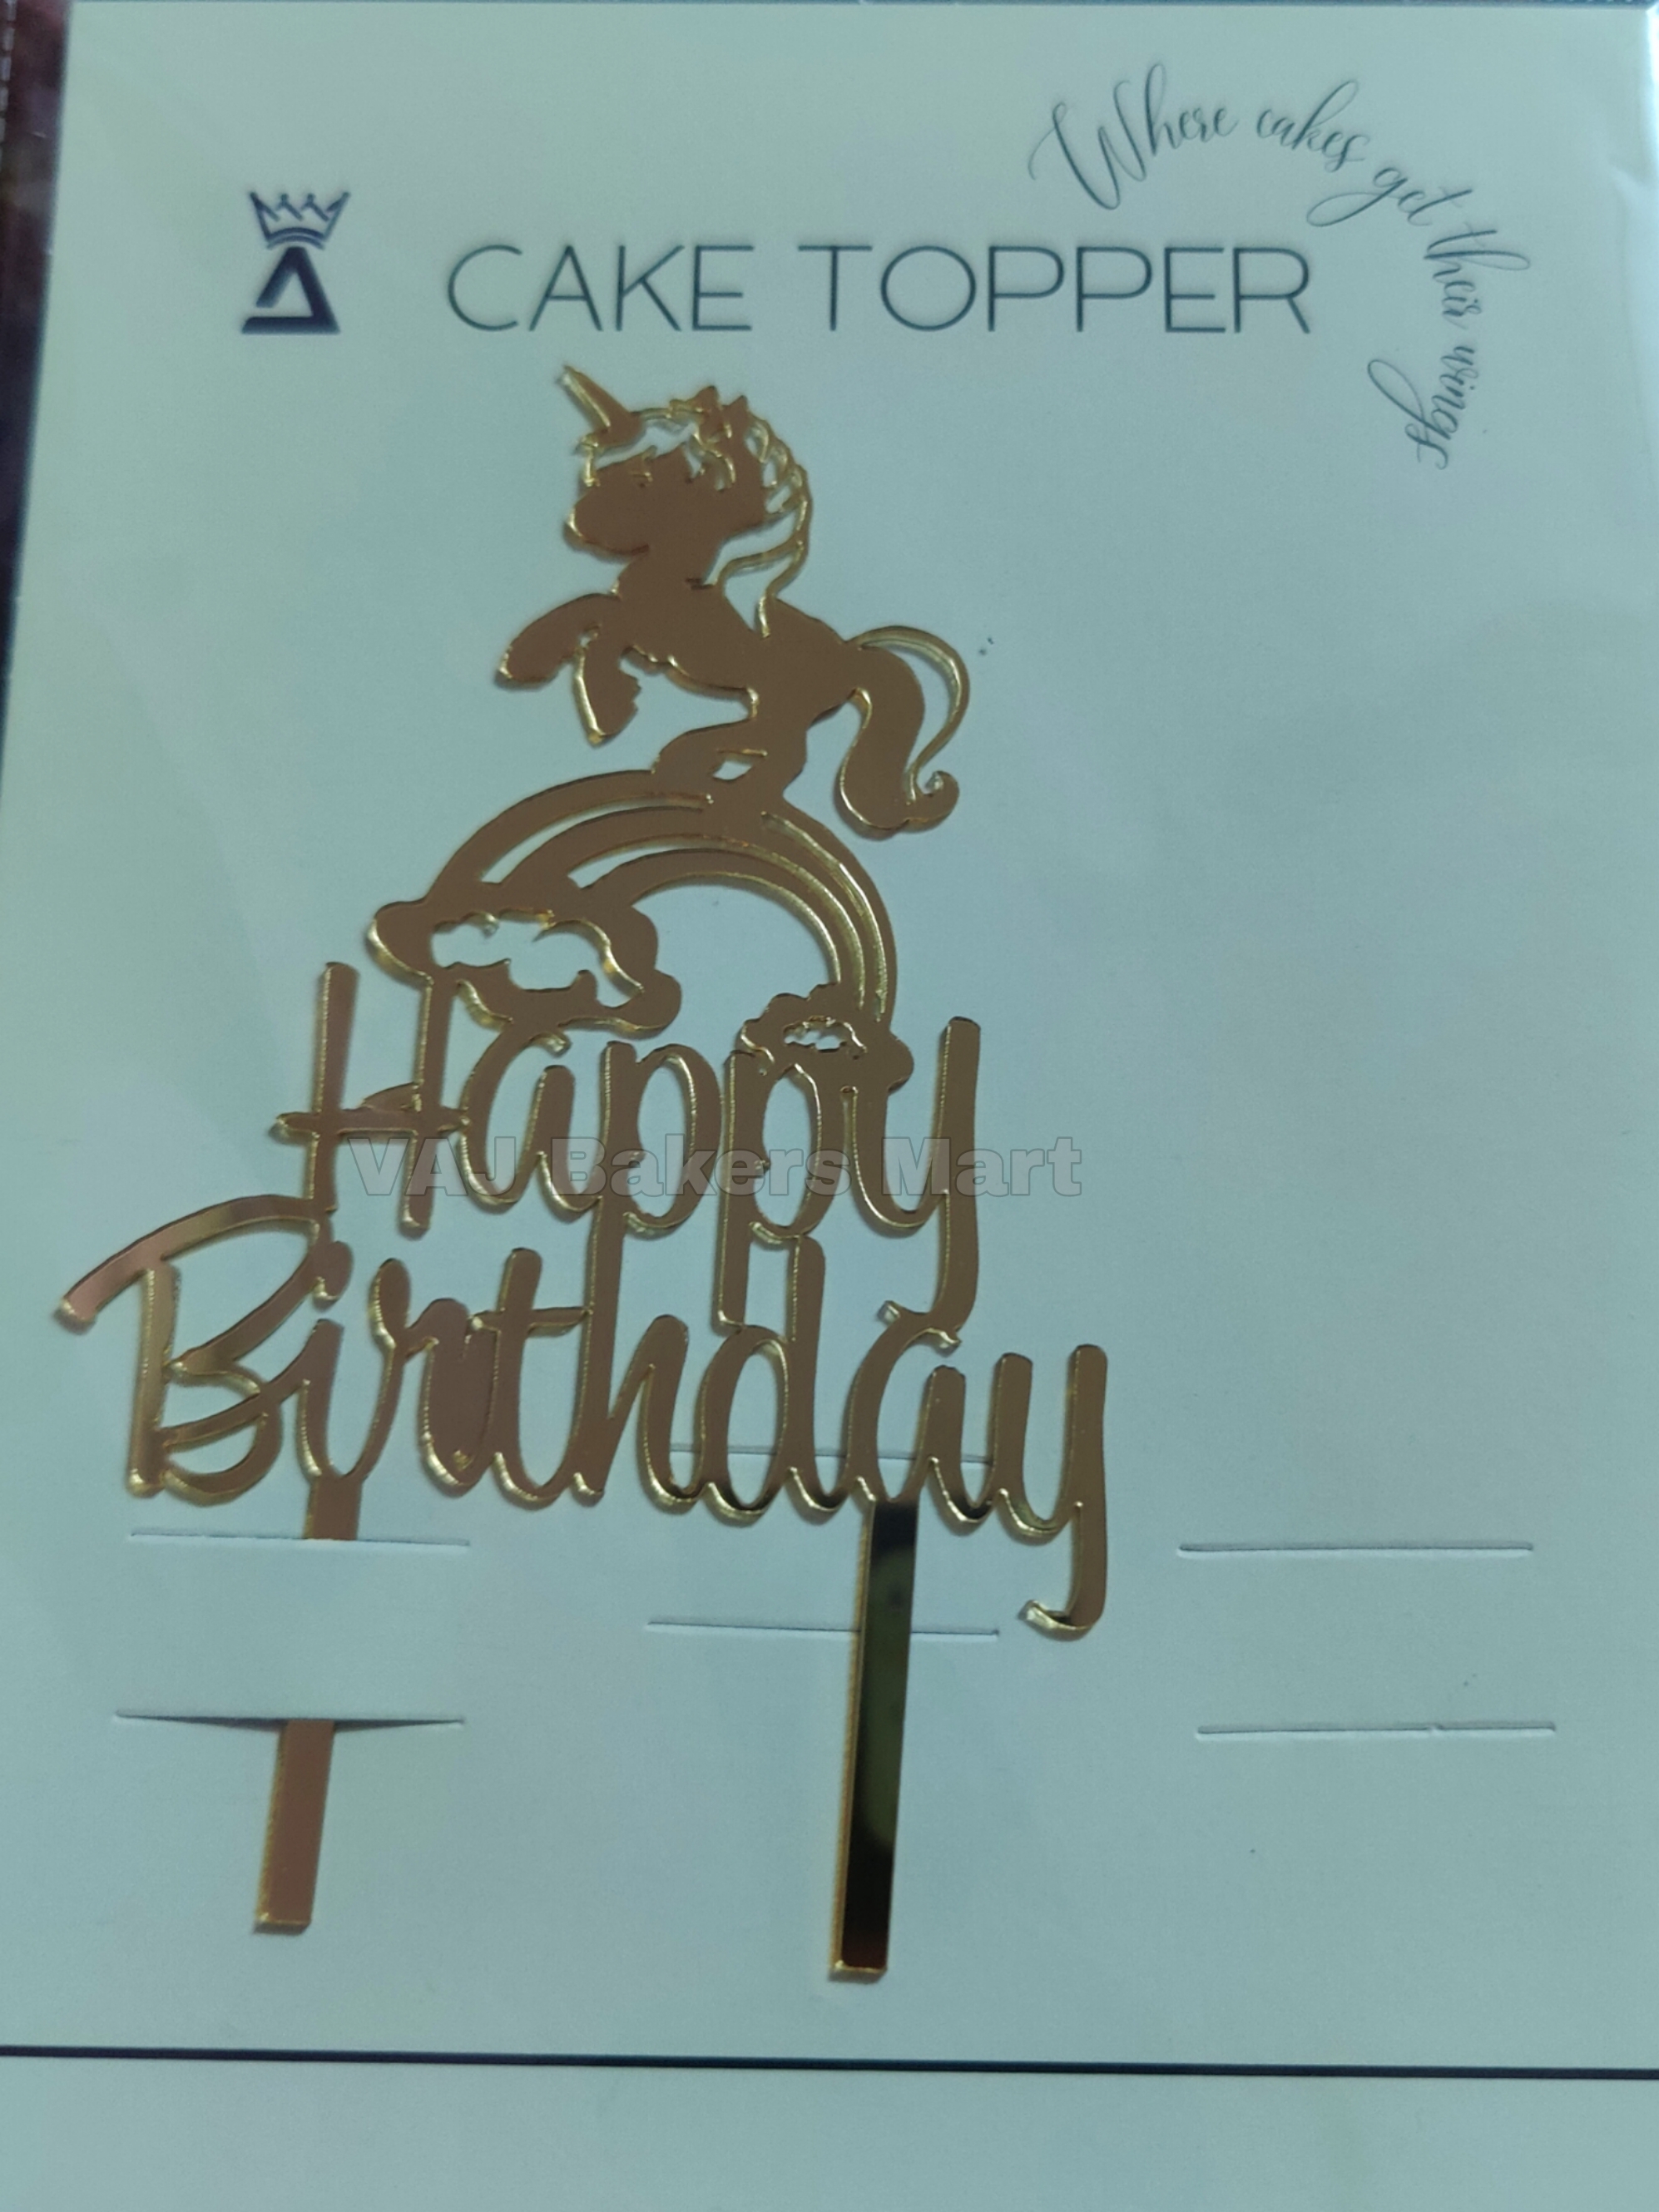 Where cakes get their wings
CAKE TOPPER
Happy
VAJ Bakers Mart
Birthday